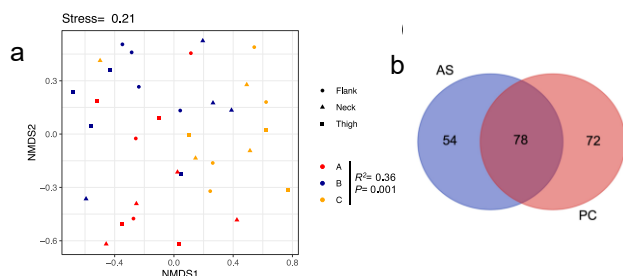 Stress= 0.21
a
NMDS2
0.3
0.0
−0.3
−0.6
−0.4
0.0
0.4
0.8
NMDS1
Flank
Neck
Thigh
A
B
C
R²= 0.36
P= 0.001
b
AS
54
78
72
PC